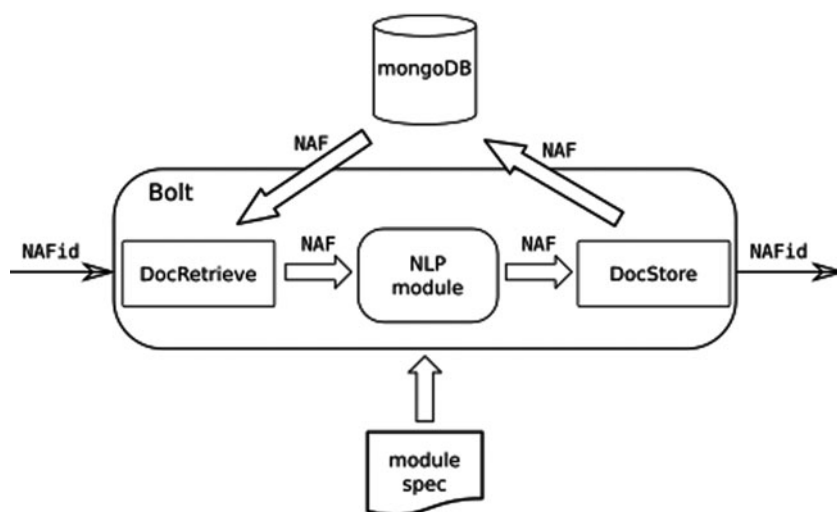 mongoDB
NAF
NAF
Bolt
NAFid
DocRetrieve
NAF
NLP
module
NAF
DocStore
NAFid
module
spec